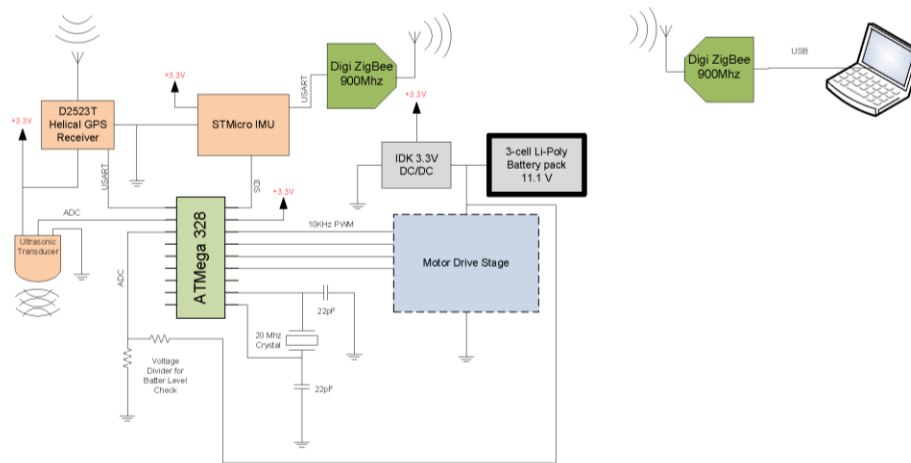 Digi ZigBee
900Mhz
USART
+3.3V
STMicro IMU
D2523T
Helical GPS
Receiver
+3.3V
USART
ADC
Ultrasonic
Transducer
ADC
ATMega 328
+3.3V
10KHz PWM
+3.3V
IDK 3.3V
DC/DC
3-cell Li-Poly
Battery pack
11.1 V
Motor Drive Stage
22pF
20 Mhz
Crystal
22pF
Voltage
Divider for
Batter Level
Check
Digi ZigBee
900Mhz
USB